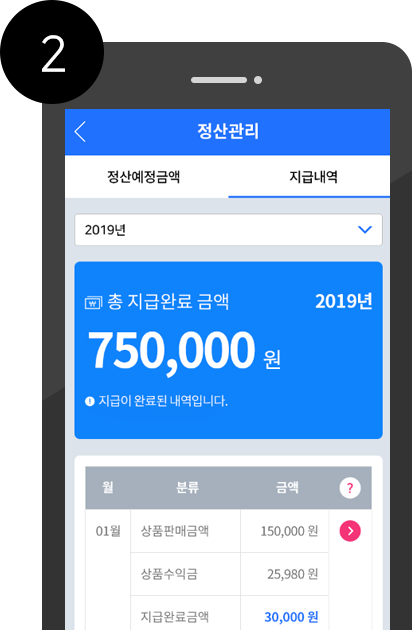 2
정산관리
정산예정금액 지급내역
2019년
₩ 총 지급완료 금액 2019년
750,000 원
! 지급이 완료된 내역입니다.
월 분류 금액 ?
01월 상품판매금액 150,000 원
상품수익금 25,980 원
지급완료금액 30,000 원